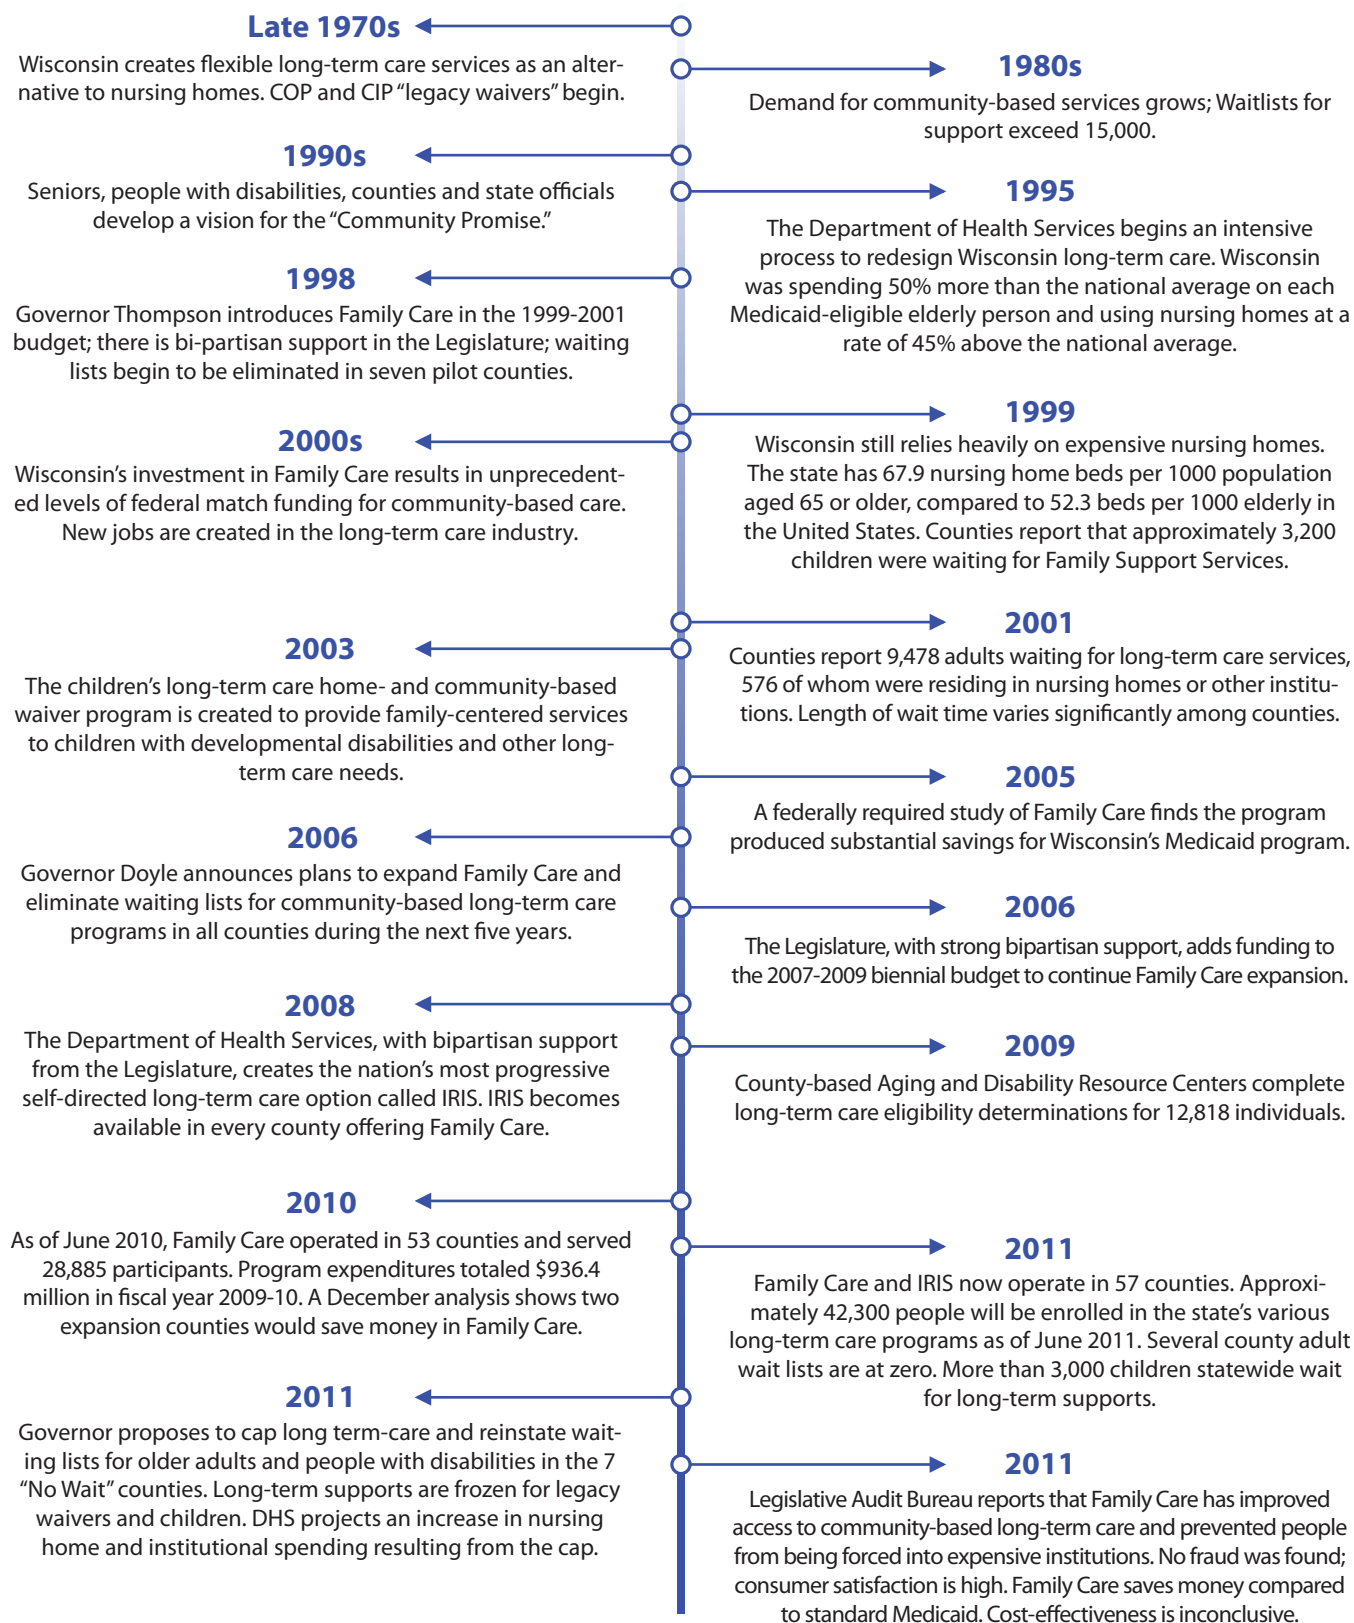 Late 1970s
Wisconsin creates flexible long-term care services as an alter-
native to nursing homes. COP and CIP “legacy waivers” begin.
1980s
Demand for community-based services grows; Waitlists for
support exceed 15,000.
1990s
Seniors, people with disabilities, counties and state officials
develop a vision for the “Community Promise.”
1995
The Department of Health Services begins an intensive
process to redesign Wisconsin long-term care. Wisconsin
was spending 50% more than the national average on each
Medicaid-eligible elderly person and using nursing homes at a
rate of 45% above the national average.
1998
Governor Thompson introduces Family Care in the 1999-2001
budget; there is bi-partisan support in the Legislature; waiting
lists begin to be eliminated in seven pilot counties.
1999
Wisconsin still relies heavily on expensive nursing homes.
The state has 67.9 nursing home beds per 1000 population
aged 65 or older, compared to 52.3 beds per 1000 elderly in
the United States. Counties report that approximately 3,200
children were waiting for Family Support Services.
2000s
Wisconsin’s investment in Family Care results in unprecedent-
ed levels of federal match funding for community-based care.
New jobs are created in the long-term care industry.
2001
Counties report 9,478 adults waiting for long-term care services,
576 of whom were residing in nursing homes or other institu-
tions. Length of wait time varies significantly among counties.
2003
The children’s long-term care home- and community-based
waiver program is created to provide family-centered services
to children with developmental disabilities and other long-
term care needs.
2005
A federally required study of Family Care finds the program
produced substantial savings for Wisconsin’s Medicaid program.
2006
Governor Doyle announces plans to expand Family Care and
eliminate waiting lists for community-based long-term care
programs in all counties during the next five years.
2006
The Legislature, with strong bipartisan support, adds funding to
the 2007-2009 biennial budget to continue Family Care expansion.
2008
The Department of Health Services, with bipartisan support
from the Legislature, creates the nation’s most progressive
self-directed long-term care option called IRIS. IRIS becomes
available in every county offering Family Care.
2009
County-based Aging and Disability Resource Centers complete
long-term care eligibility determinations for 12,818 individuals.
2010
As of June 2010, Family Care operated in 53 counties and served
28,885 participants. Program expenditures totaled $936.4
million in fiscal year 2009-10. A December analysis shows two
expansion counties would save money in Family Care.
2011
Family Care and IRIS now operate in 57 counties. Approxi-
mately 42,300 people will be enrolled in the state’s various
long-term care programs as of June 2011. Several county adult
wait lists are at zero. More than 3,000 children statewide wait
for long-term supports.
2011
Governor proposes to cap long term-care and reinstate wait-
ing lists for older adults and people with disabilities in the 7
“No Wait” counties. Long-term supports are frozen for legacy
waivers and children. DHS projects an increase in nursing
home and institutional spending resulting from the cap.
2011
Legislative Audit Bureau reports that Family Care has improved
access to community-based long-term care and prevented people
from being forced into expensive institutions. No fraud was found;
consumer satisfaction is high. Family Care saves money compared
to standard Medicaid. Cost-effectiveness is inconclusive.